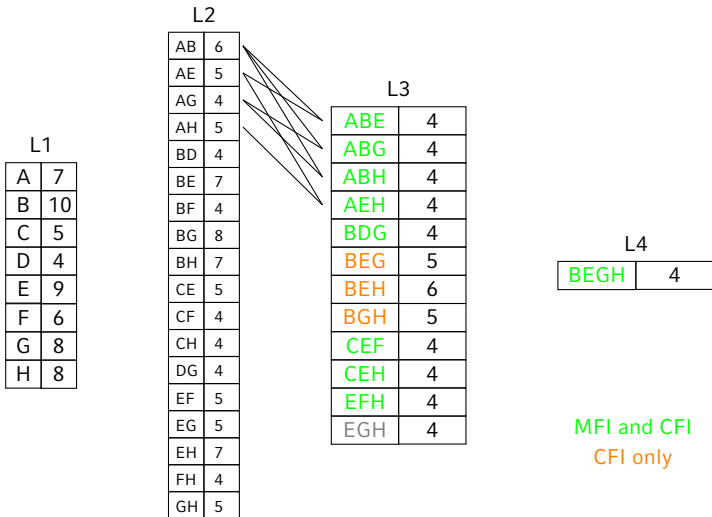 L1
A 7
B 10
C 5
D 4
E 9
F 6
G 8
H 8
L2
AB 6
AE 5
AG 4
AH 5
BD 4
BE 7
BF 4
BG 8
BH 7
CE 5
CF 4
CH 4
DG 4
EF 5
EG 5
EH 7
FH 4
GH 5
L3
ABE 4
ABG 4
ABH 4
AEH 4
BDG 4
BEG 5
BEH 6
BGH 5
CEF 4
CEH 4
EFH 4
EGH 4
L4
BEGH 4
MFI and CFI
CFI only